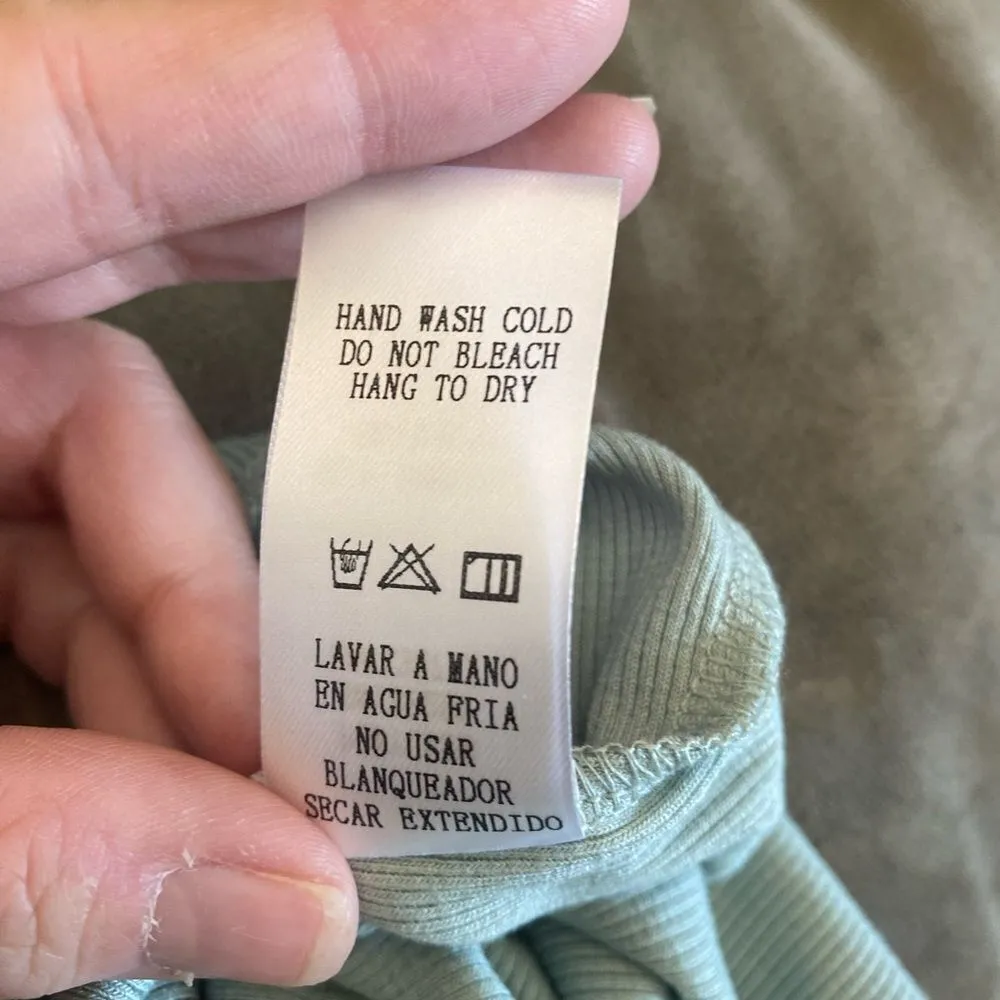 HAND WASH COLD
DO NOT BLEACH
HANG TO DRY
LAVAR A MANO
EN AGUA FRIA
NO USAR
BLANQUEADOR
SECAR EXTENDIDO